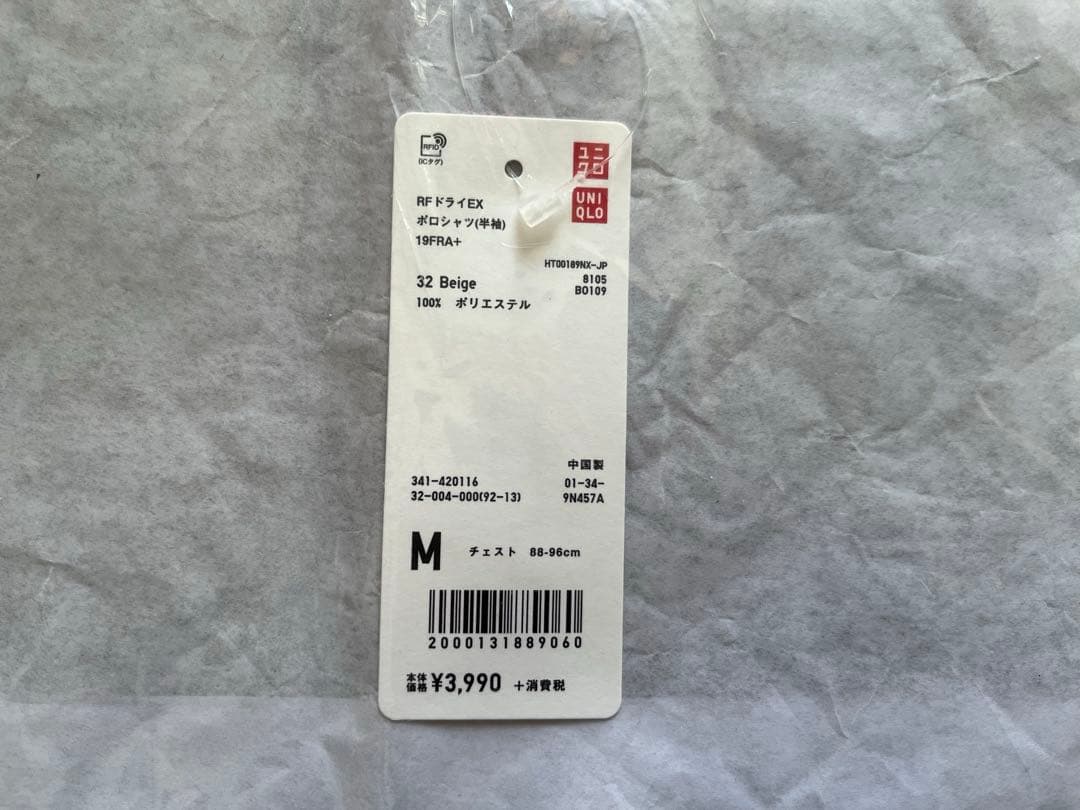 RFID
(ICタグ)
ユニ
クロ
UNI
QLO
RFドライEX
ポロシャツ(半袖)
19FRA+
HT00189NX-JP
8105
BO109
32 Beige
100% ポリエステル
中国製
341-420116
01-34-
32-004-000(92-13)
9N457A
M チェスト 88-96cm
2000131889060
本体
価格 ¥3,990 +消費税